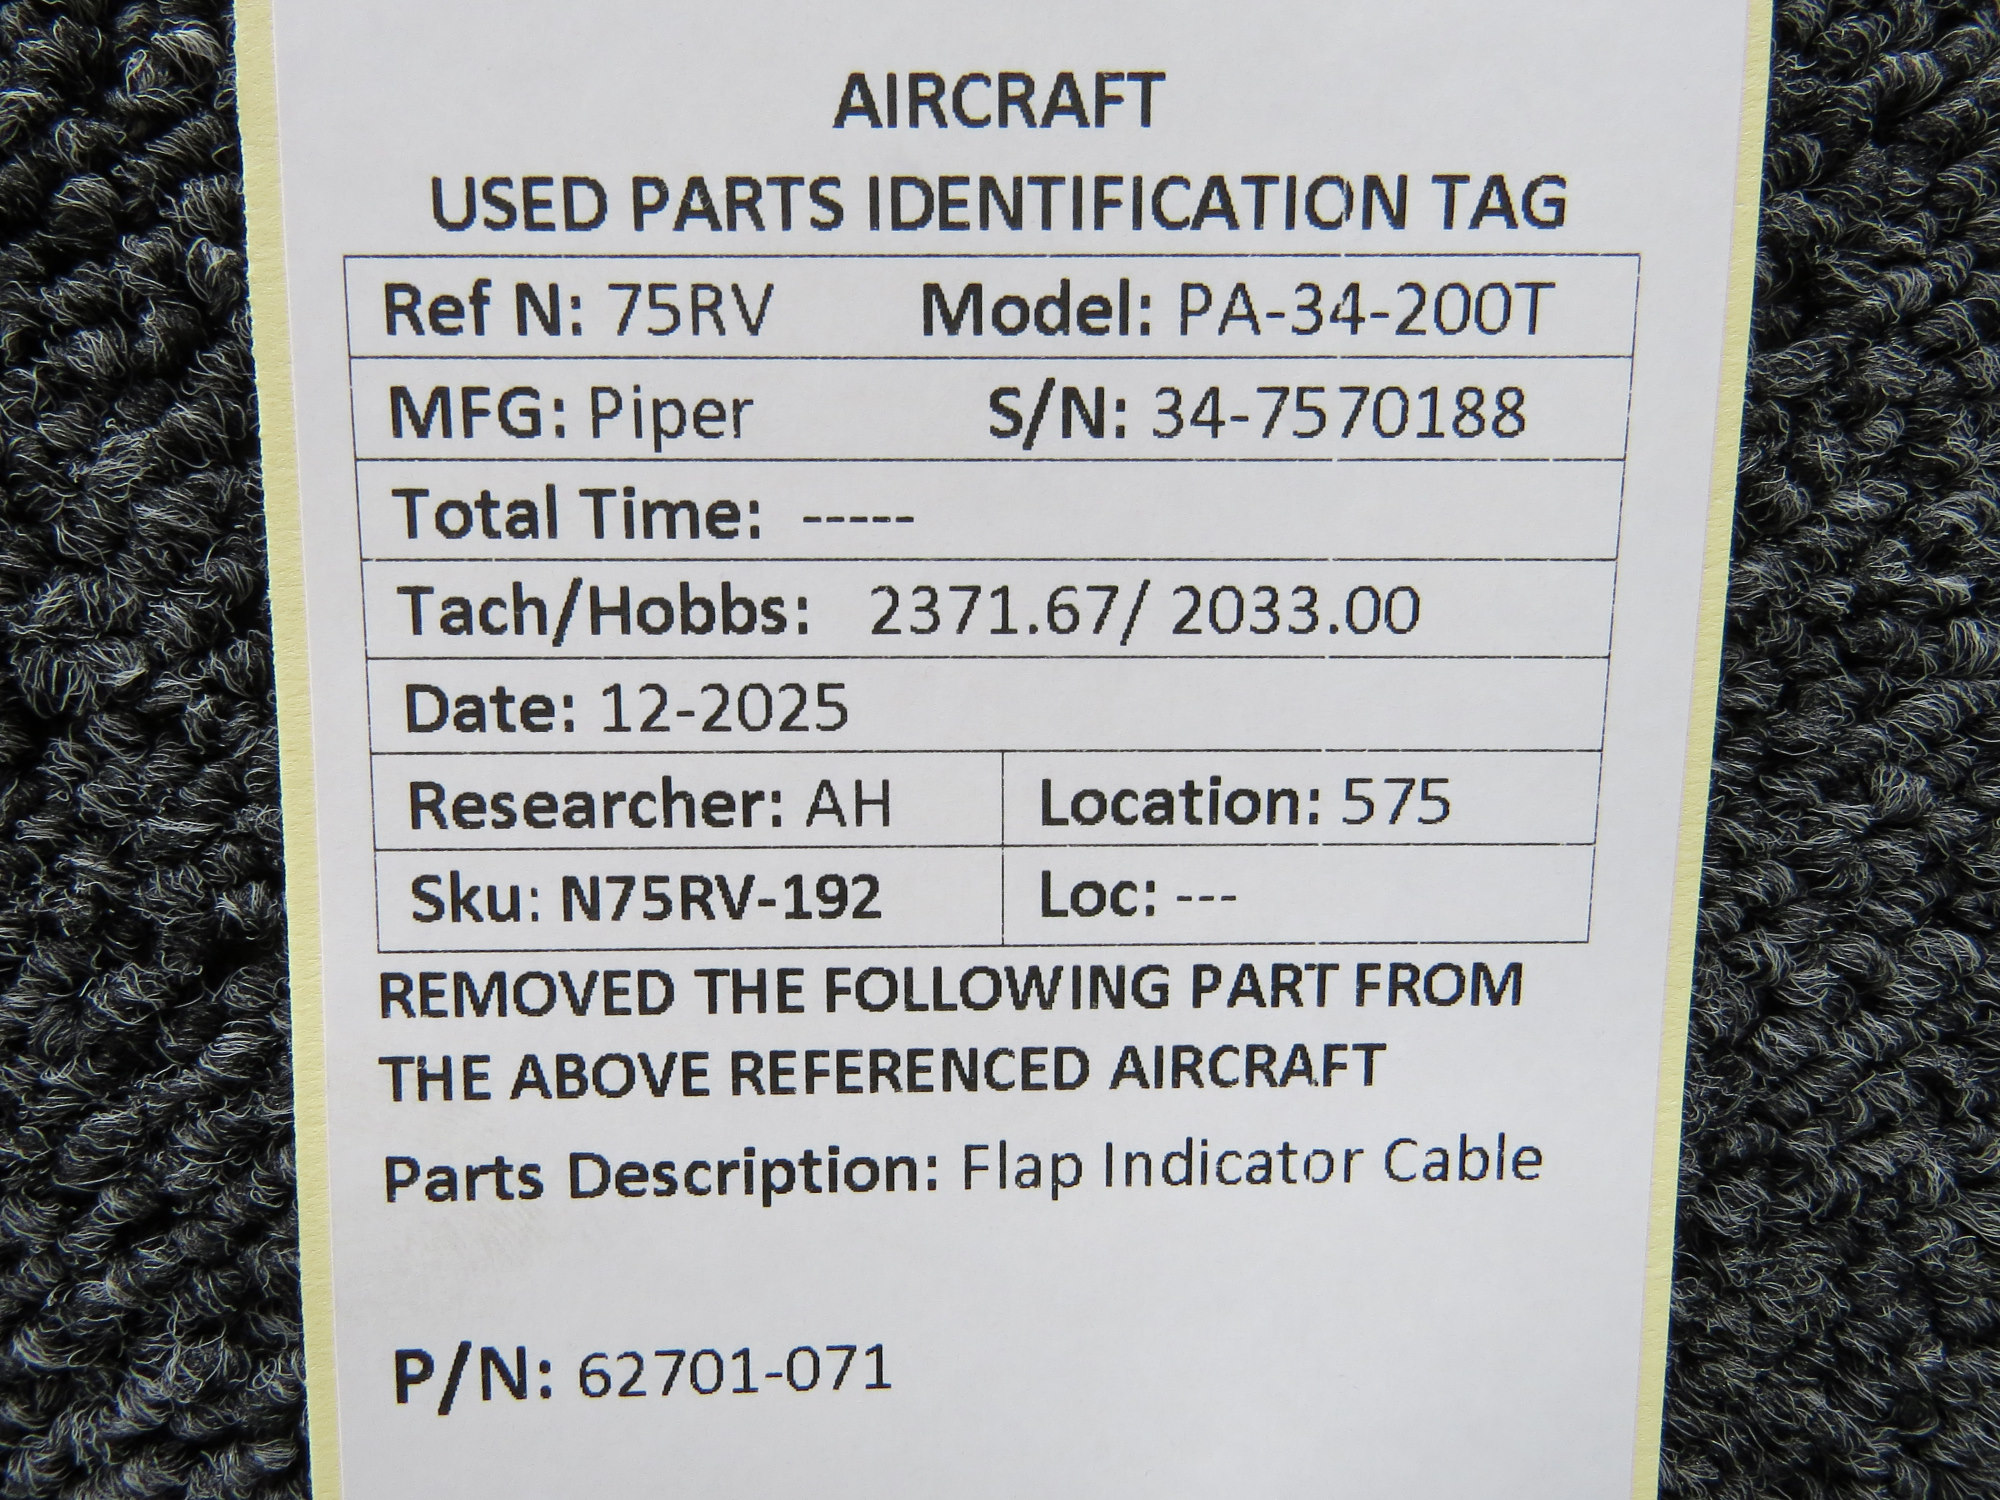 AIRCRAFT
USED PARTS IDENTIFICATION TAG
Ref N: 75RV Model: PA-34-200T
MFG: Piper S/N: 34-7570188
Total Time: -----
Tach/Hobbs: 2371.67/ 2033.00
Date: 12-2025
Researcher: AH Location: 575
Sku: N75RV-192 Loc: ---
REMOVED THE FOLLOWING PART FROM
THE ABOVE REFERENCED AIRCRAFT
Parts Description: Flap Indicator Cable
P/N: 62701-071